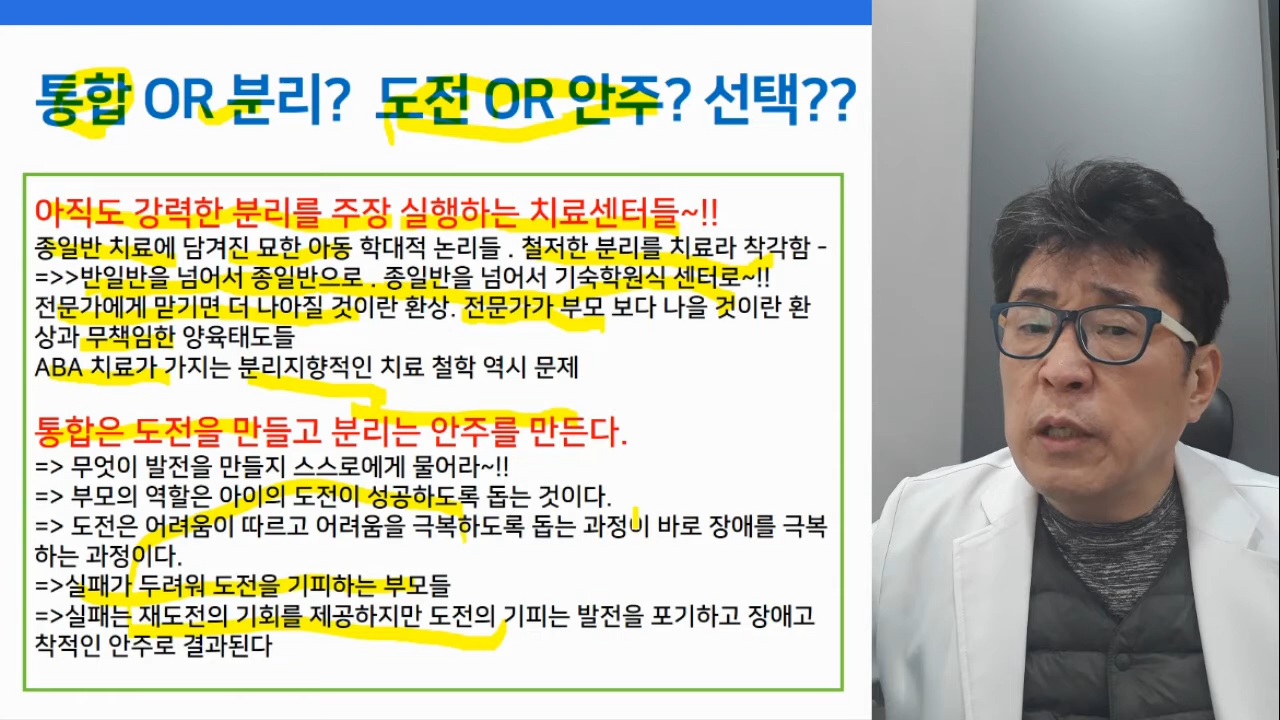 통합 OR 분리? 도전 OR 안주? 선택??
아직도 강력한 분리를 주장 실행하는 치료센터들~!!
종일반 치료에 담겨진 묘한 아동 학대적 논리들 . 철저한 분리를 치료라 착각함 -
=>>반일반을 넘어서 종일반으로 . 종일반을 넘어서 기숙학원식 센터로~!!
전문가에게 맡기면 더 나아질 것이란 환상. 전문가가 부모 보다 나을 것이란 환
상과 무책임한 양육태도들
ABA 치료가 가지는 분리지향적인 치료 철학 역시 문제
통합은 도전을 만들고 분리는 안주를 만든다.
=> 무엇이 발전을 만들지 스스로에게 물어라~!!
=> 부모의 역할은 아이의 도전이 성공하도록 돕는 것이다.
=> 도전은 어려움이 따르고 어려움을 극복하도록 돕는 과정이 바로 장애를 극복
하는 과정이다.
=>실패가 두려워 도전을 기피하는 부모들
=>실패는 재도전의 기회를 제공하지만 도전의 기피는 발전을 포기하고 장애고
착적인 안주로 결과된다